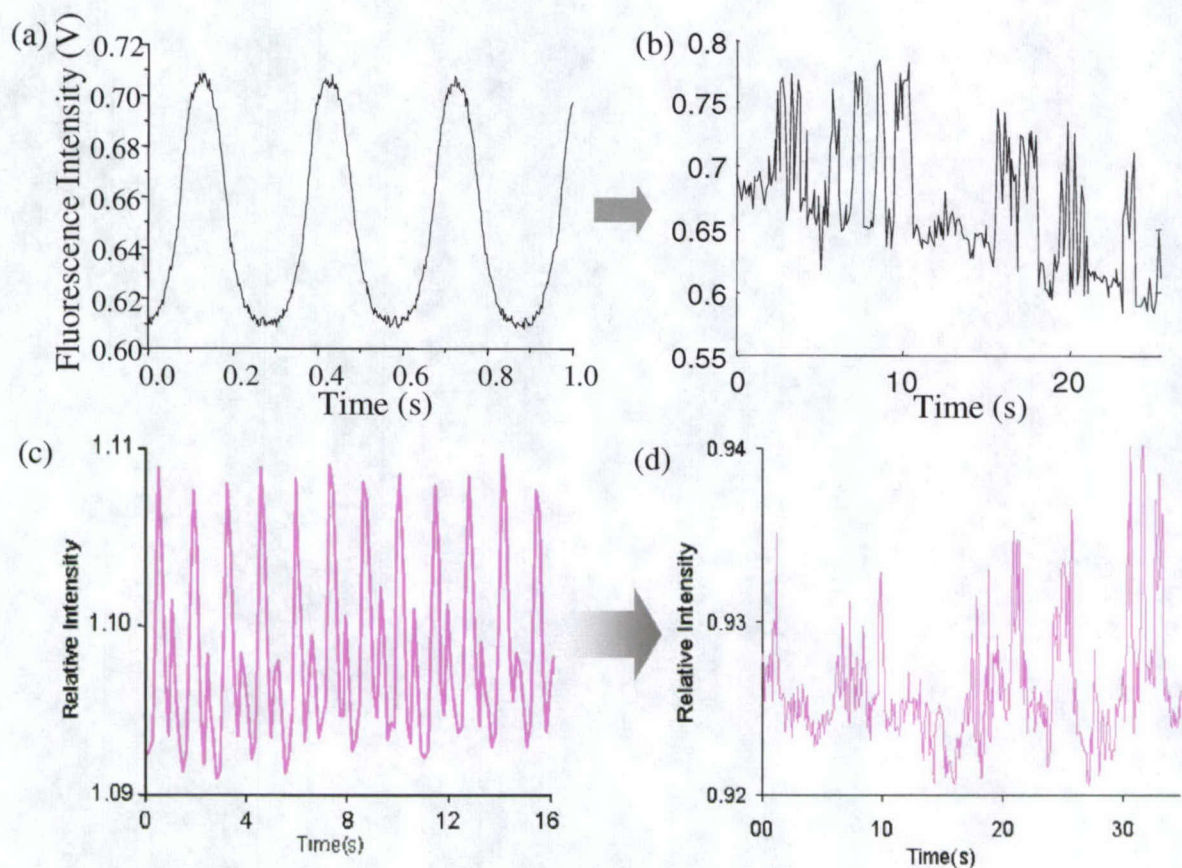 (a)
Fluorescence Intensity (V)
0.72
0.70
0.68
0.66
0.64
0.62
0.60
0.0 0.2 0.4 0.6 0.8 1.0
Time (s)
(b)
0.8
0.75
0.7
0.65
0.6
0.55
0 10 20
Time (s)
(c)
Relative Intensity
1.11
1.10
1.09
0 4 8 12 16
Time(s)
(d)
Relative Intensity
0.94
0.93
0.92
00 10 20 30
Time(s)